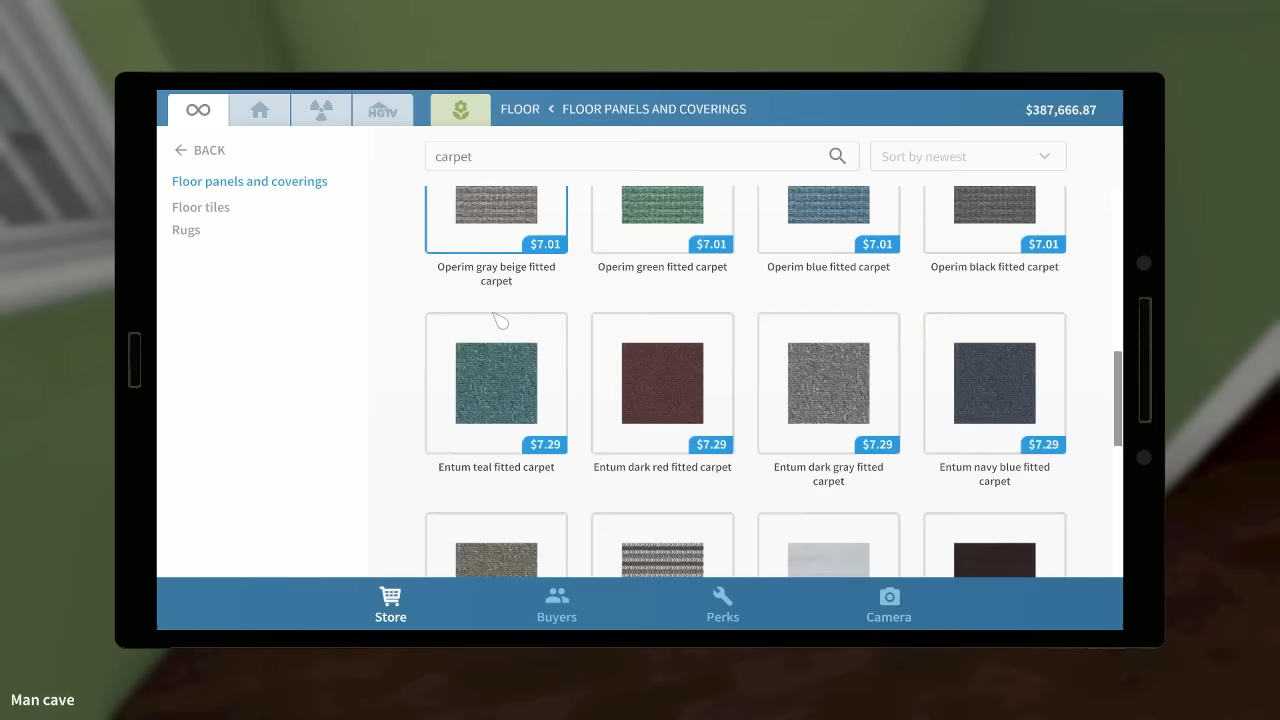 HGTV
FLOOR < FLOOR PANELS AND COVERINGS
$387,666.87
BACK
carpet
Sort by newest
Floor panels and coverings
Floor tiles
Rugs
$7.01
$7.01
$7.01
$7.01
Operim gray beige fitted
carpet
Operim green fitted carpet
Operim blue fitted carpet
Operim black fitted carpet
$7.29
$7.29
$7.29
$7.29
Entum teal fitted carpet
Entum dark red fitted carpet
Entum dark gray fitted
carpet
Entum navy blue fitted
carpet
Store
Buyers
Perks
Camera
Man cave